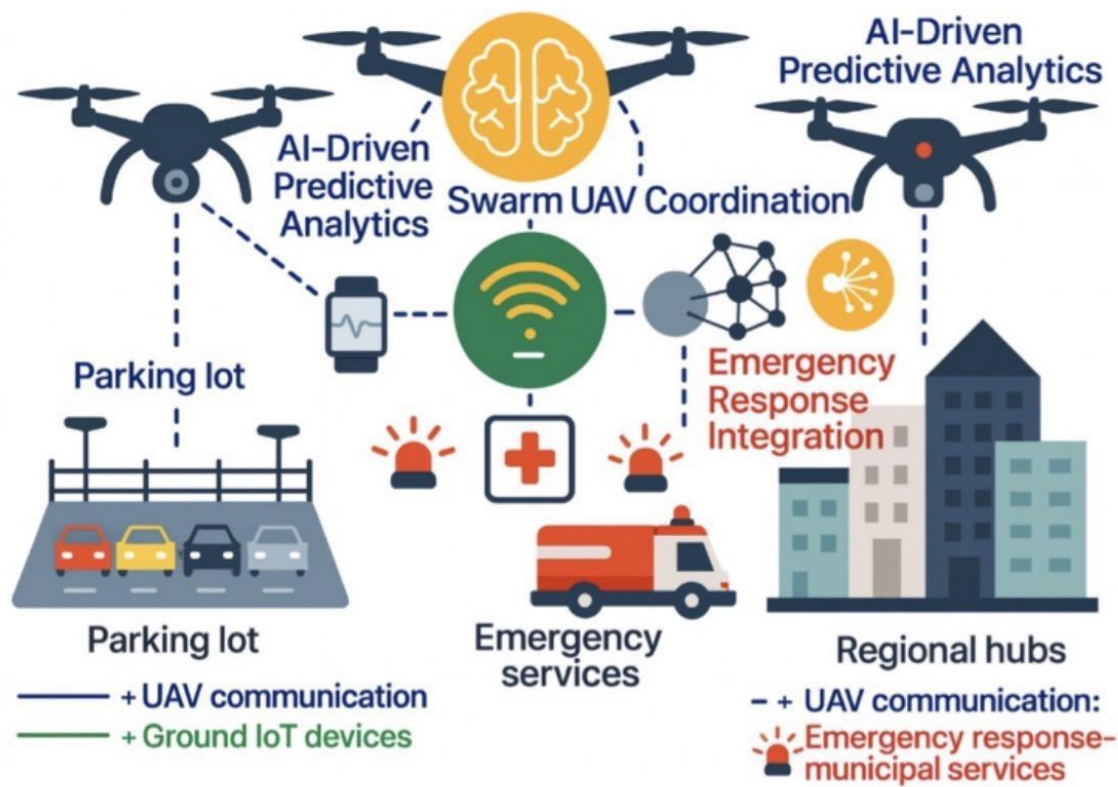 AI-Driven
Predictive Analytics
AI-Driven
Predictive
Analytics
Swarm UAV Coordination
Parking lot
Emergency
Response
Integration
Parking lot
Emergency
services
Regional hubs
+ UAV communication
+ Ground IoT devices
- + UAV communication:
Emergency response-
municipal services